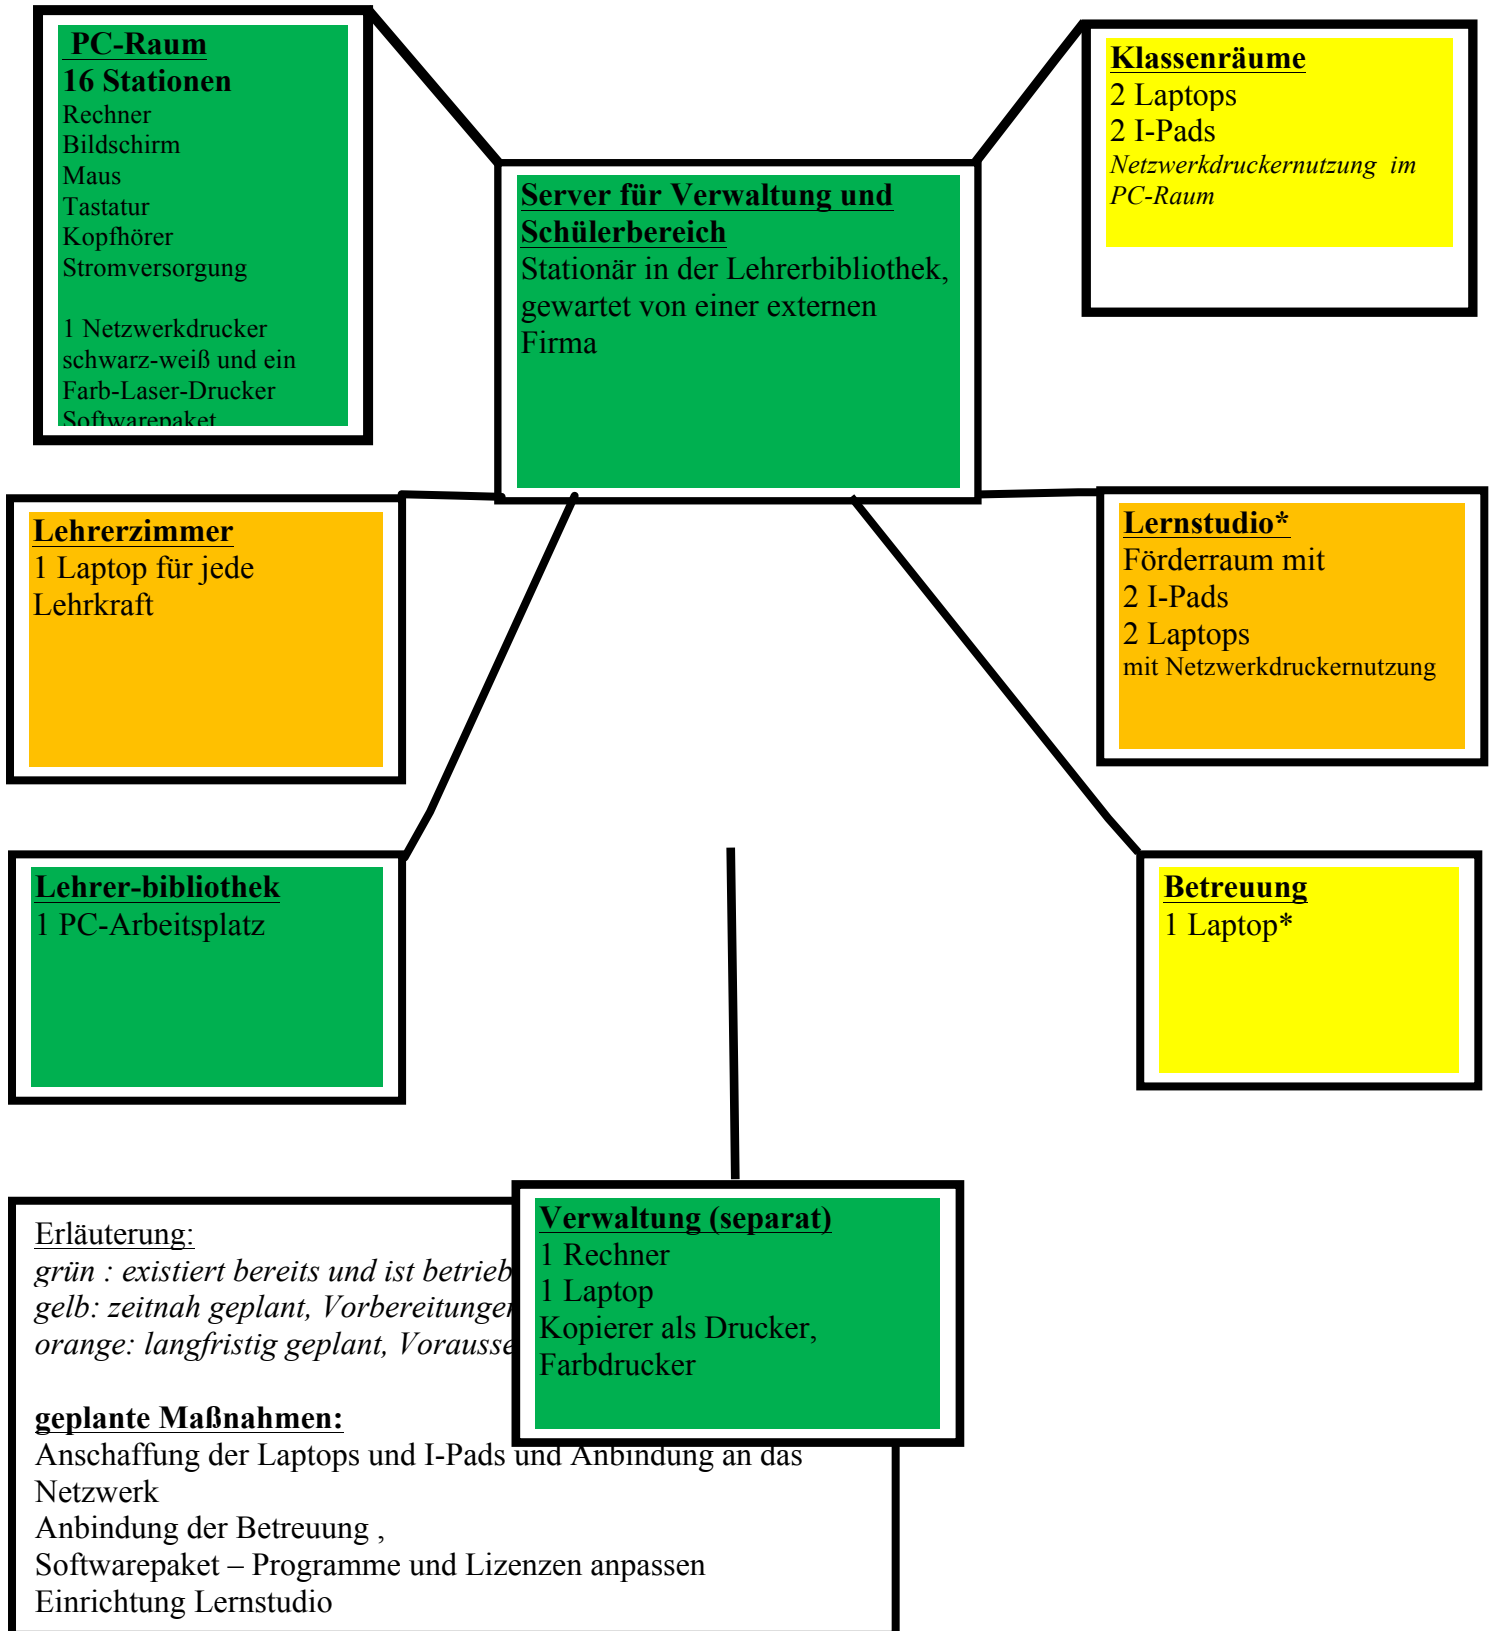 PC-Raum
16 Stationen
Rechner
Bildschirm
Maus
Tastatur
Kopfhörer
Stromversorgung
1 Netzwerkdrucker
schwarz-weiß und ein
Farb-Laser-Drucker
Softwarepaket
Server für Verwaltung und
Schülerbereich
Stationär in der Lehrerbibliothek,
gewartet von einer externen
Firma
Klassenräume
2 Laptops
2 I-Pads
Netzwerkdruckernutzung im
PC-Raum
Lehrerzimmer
1 Laptop für jede
Lehrkraft
Lernstudio*
Förderraum mit
2 I-Pads
2 Laptops
mit Netzwerkdruckernutzung
Lehrer-bibliothek
1 PC-Arbeitsplatz
Betreuung
1 Laptop*
Verwaltung (separat)
1 Rechner
1 Laptop
Kopierer als Drucker,
Farbdrucker
Erläuterung:
grün : existiert bereits und ist
gelb: zeitnah geplant,
orange: langfristig geplant,
geplante Maßnahmen:
Anschaffung der Laptops und I-Pads und Anbindung an das
Netzwerk
Anbindung der Betreuung ,
Softwarepaket – Programme und Lizenzen anpassen
Einrichtung Lernstudio